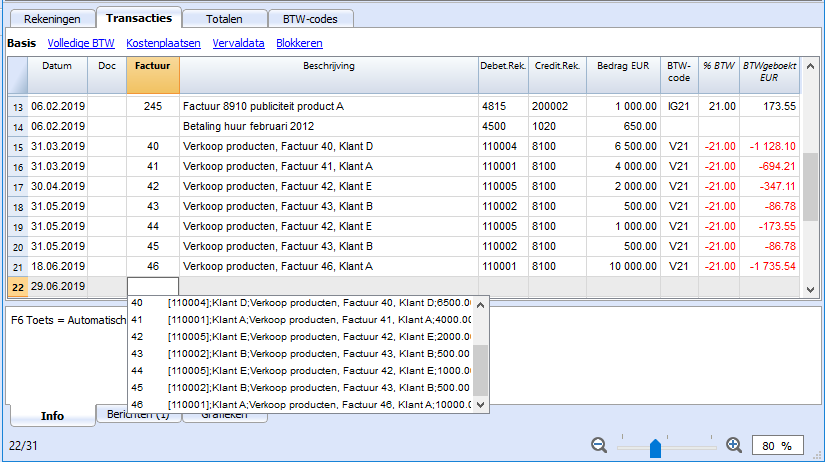 Rekeningen Transacties Totalen BTW-codes
Basis Volledige BTW Kostenplaatsen Vervaldata Blokkeren
Datum Doc Factuur Beschrijving Debet.Rek. Credit.Rek. Bedrag EUR BTW-code % BTW BTWgeboekt EUR
13 06.02.2019 245 Factuur 8910 publiciteit product A 4815 200002 1 000.00 IG21 21.00 173.55
14 06.02.2019 Betaling huur februari 2012 4500 1020 650.00
15 31.03.2019 40 Verkoop producten, Factuur 40, Klant D 110004 8100 6 500.00 V21 -21.00 -1 128.10
16 31.03.2019 41 Verkoop producten, Factuur 41, Klant A 110001 8100 4 000.00 V21 -21.00 -694.21
17 30.04.2019 42 Verkoop producten, Factuur 42, Klant E 110005 8100 2 000.00 V21 -21.00 -347.11
18 31.05.2019 43 Verkoop producten, Factuur 43, Klant B 110002 8100 500.00 V21 -21.00 -86.78
19 31.05.2019 44 Verkoop producten, Factuur 42, Klant E 110005 8100 1 000.00 V21 -21.00 -173.55
20 31.05.2019 45 Verkoop producten, Factuur 43, Klant B 110002 8100 500.00 V21 -21.00 -86.78
21 18.06.2019 46 Verkoop producten, Factuur 46, Klant A 110001 8100 10 000.00 V21 -21.00 -1 735.54
22 29.06.2019
40 [110004];Klant D;Verkoop producten, Factuur 40, Klant D;6500.00
F6 Toets = Automatisch
41 [110001];Klant A;Verkoop producten, Factuur 41, Klant A;4000.00
42 [110005];Klant E;Verkoop producten, Factuur 42, Klant E;2000.00
43 [110002];Klant B;Verkoop producten, Factuur 43, Klant B;500.00
44 [110005];Klant E;Verkoop producten, Factuur 42, Klant E;1000.00
45 [110002];Klant B;Verkoop producten, Factuur 43, Klant B;500.00
46 [110001];Klant A;Verkoop producten, Factuur 46, Klant A;10000.00
Info Berichten (1) Grafieken
22/31 80 %